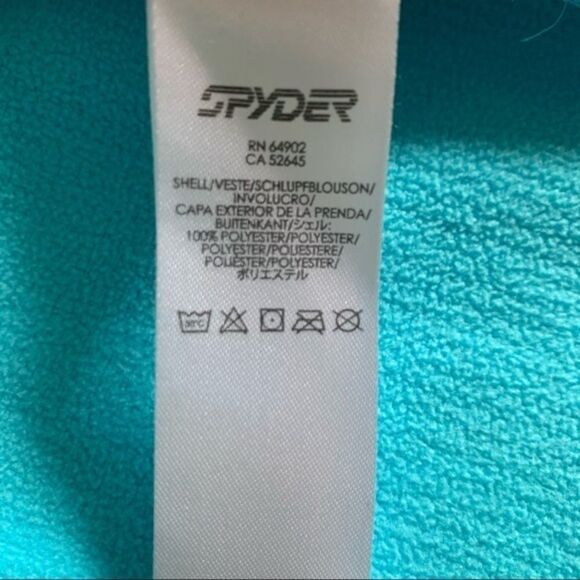 SPYDER
RN 64902
CA 52645
SHELL/VESTE/SCHLUPFBLOUSON/
INVOLUCRO/
CAPA EXTERIOR DE LA PRENDA/
BUITENKANT/シェル:
100% POLYESTER/POLYESTER/
POLYESTER/POLIESTERE/
POLIÉSTER/POLYESTER/
ポリエステル
30°C